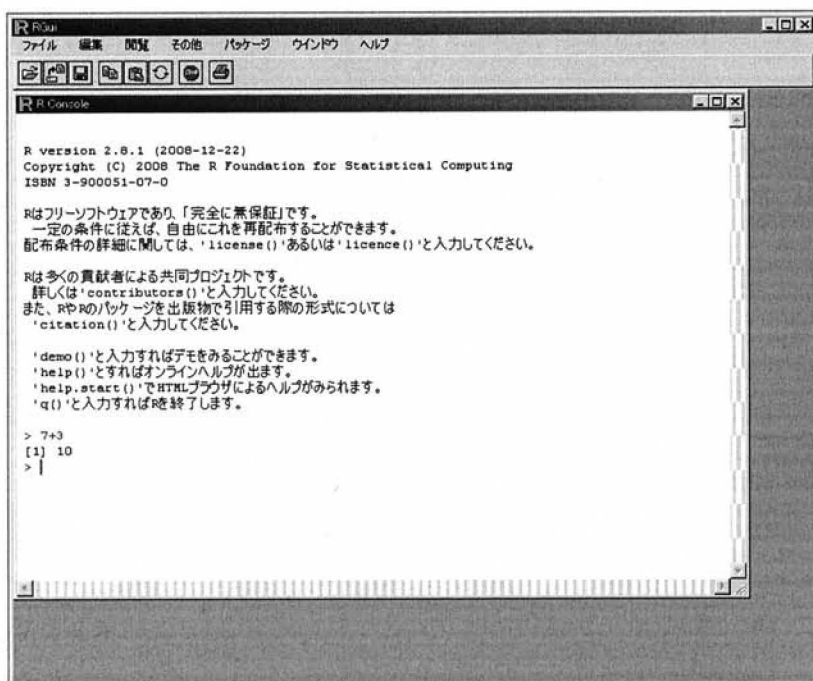 RGui
ファイル 編集 閲覧 その他 パッケージ ウインドウ ヘルプ
R Console
R version 2.8.1 (2008-12-22)
Copyright (C) 2008 The R Foundation for Statistical Computing
ISBN 3-900051-07-0
Rはフリーソフトウェアであり、「完全に無保証」です。
一定の条件に従えば、自由にこれを再配布することができます。
配布条件の詳細に関しては、'license()'あるいは'licence()'と入力してください。
Rは多くの貢献者による共同プロジェクトです。
詳しくは'contributors()'と入力してください。
また、RやRのパッケージを出版物で引用する際の形式については
'citation()'と入力してください。
'demo()'と入力すればデモをみることができます。
'help()'とすればオンラインヘルプが出ます。
'help.start()'でHTMLブラウザによるヘルプがみられます。
'q()'と入力すればRを終了します。
> 7+3
[1] 10
>